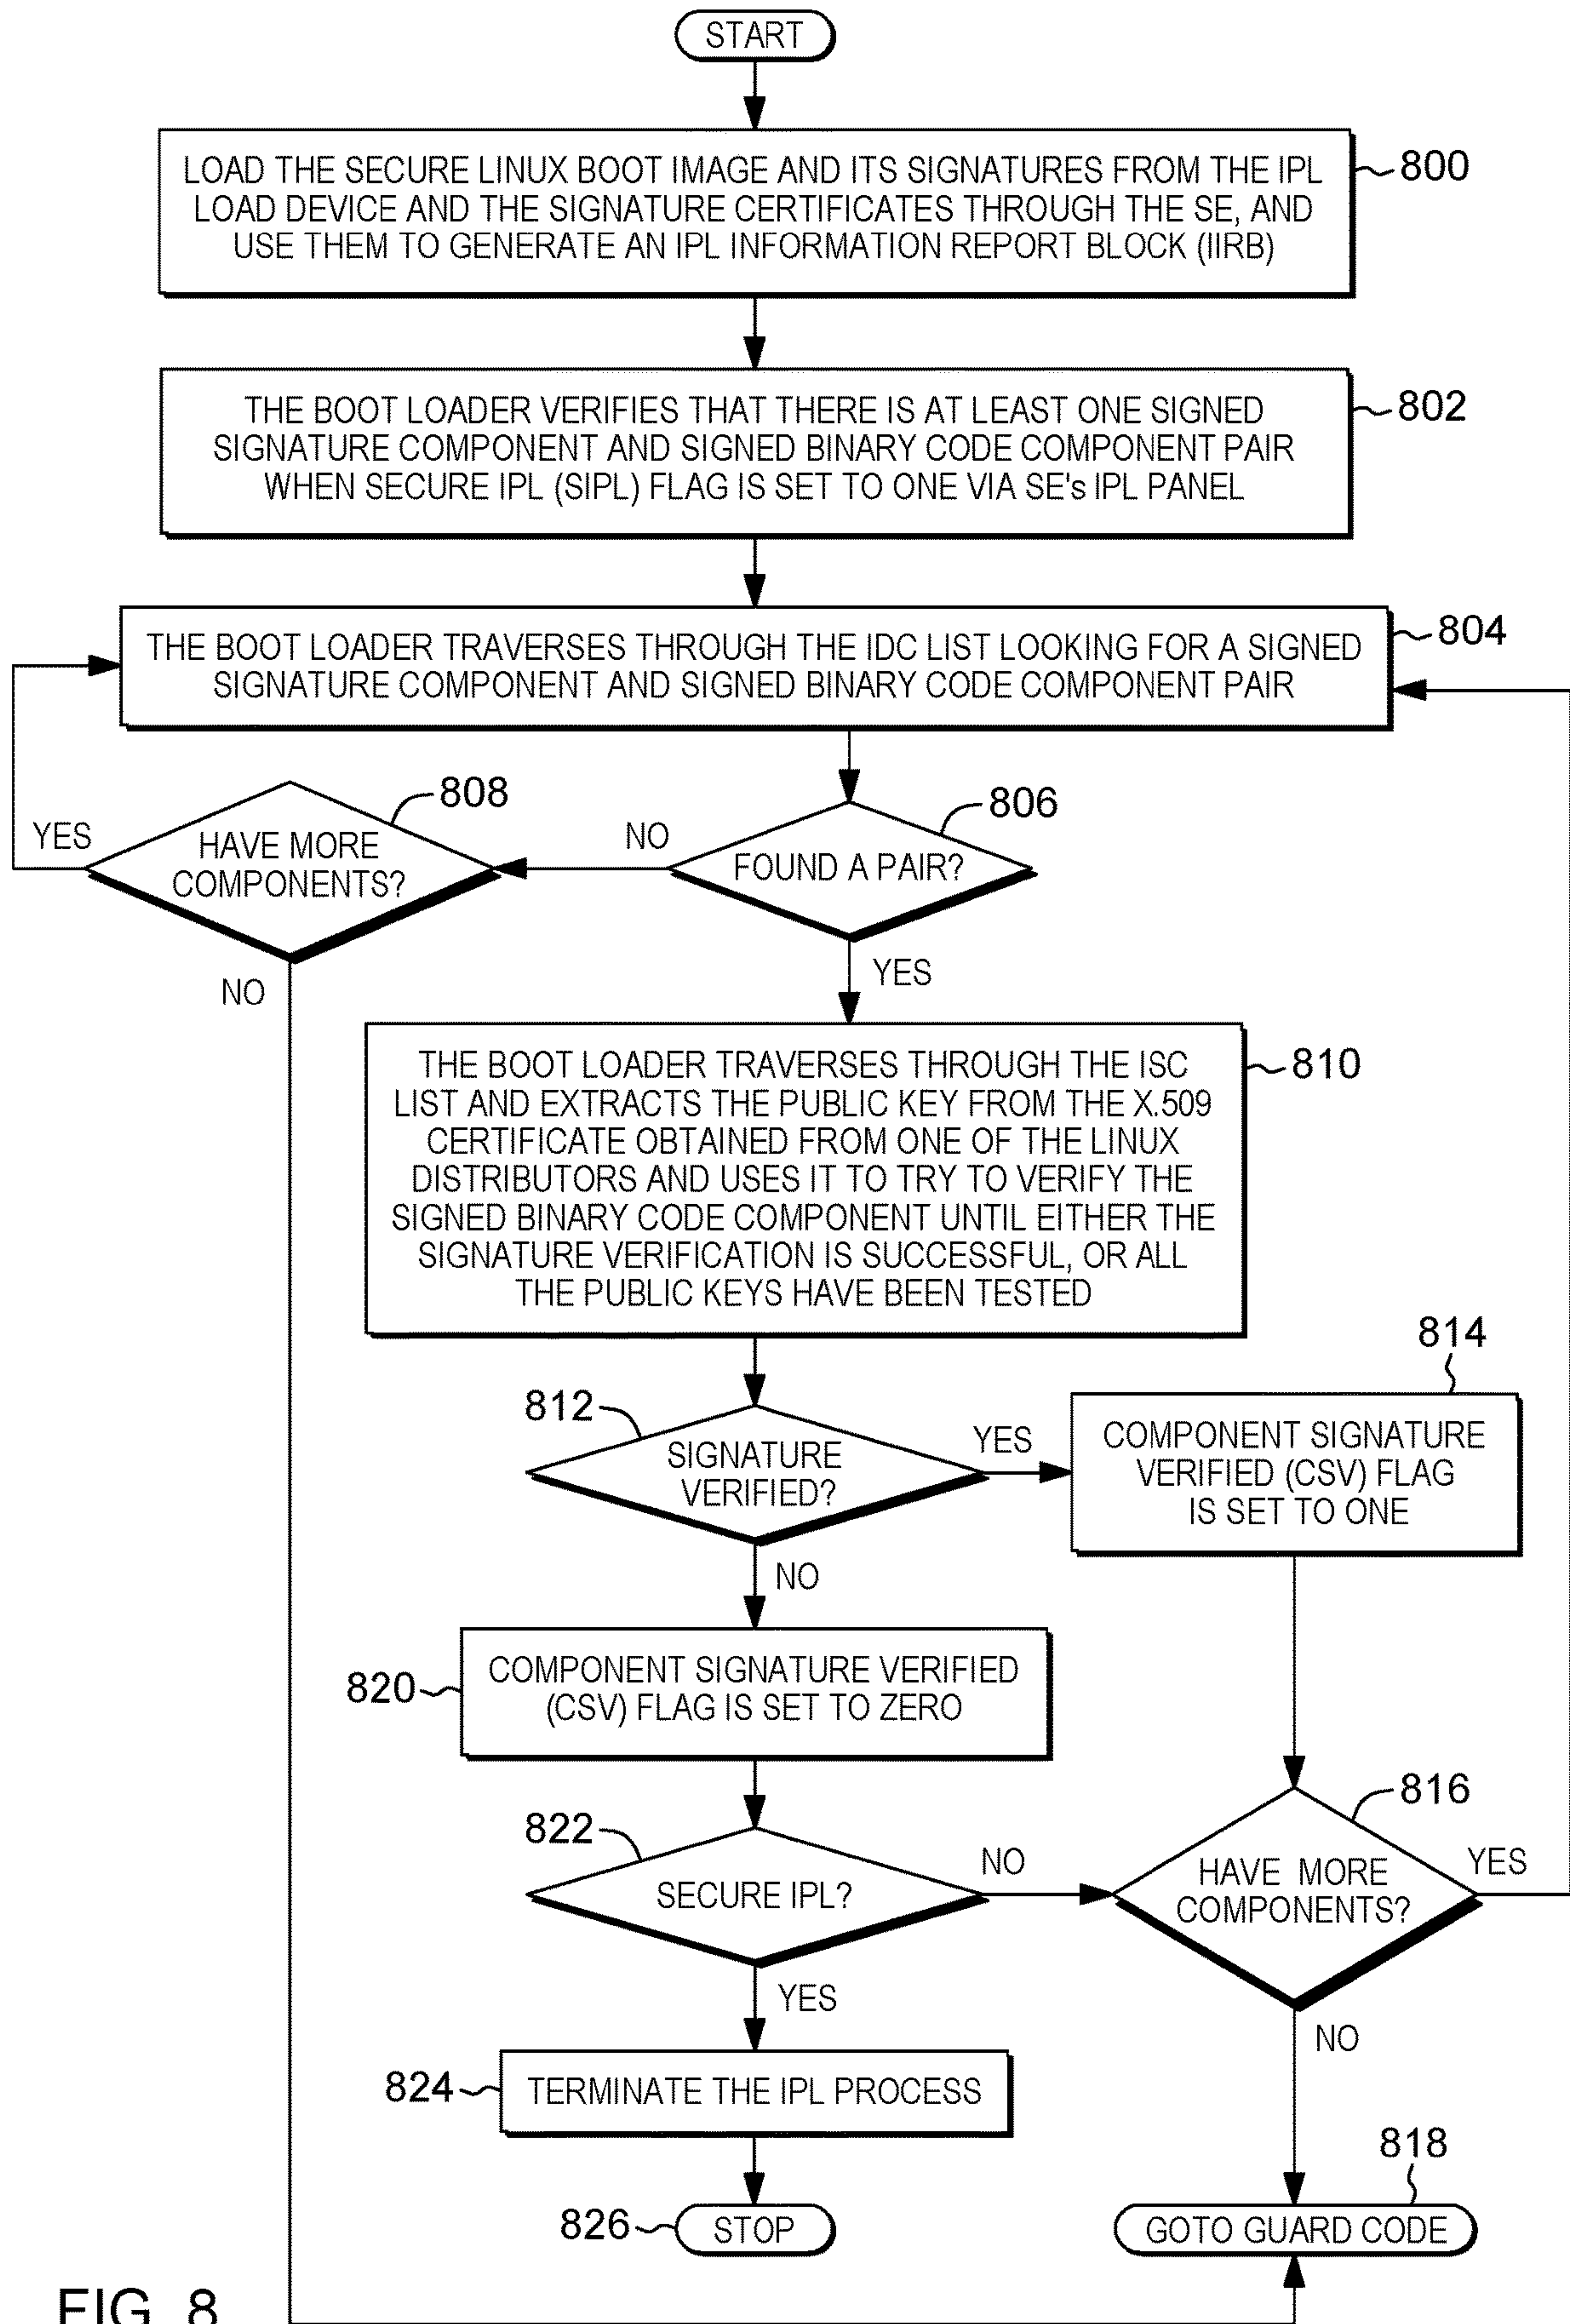 START
LOAD THE SECURE LINUX BOOT IMAGE AND ITS SIGNATURES FROM THE IPL
LOAD DEVICE AND THE SIGNATURE CERTIFICATES THROUGH THE SE, AND
USE THEM TO GENERATE AN IPL INFORMATION REPORT BLOCK (IIRB)
800
THE BOOT LOADER VERIFIES THAT THERE IS AT LEAST ONE SIGNED
SIGNATURE COMPONENT AND SIGNED BINARY CODE COMPONENT PAIR
WHEN SECURE IPL (SIPL) FLAG IS SET TO ONE VIA SE's IPL PANEL
802
THE BOOT LOADER TRAVERSES THROUGH THE IDC LIST LOOKING FOR A SIGNED
SIGNATURE COMPONENT AND SIGNED BINARY CODE COMPONENT PAIR
804
808
YES
HAVE MORE
COMPONENTS?
NO
806
NO
FOUND A PAIR?
YES
THE BOOT LOADER TRAVERSES THROUGH THE ISC
LIST AND EXTRACTS THE PUBLIC KEY FROM THE X.509
CERTIFICATE OBTAINED FROM ONE OF THE LINUX
DISTRIBUTORS AND USES IT TO TRY TO VERIFY THE
SIGNED BINARY CODE COMPONENT UNTIL EITHER THE
SIGNATURE VERIFICATION IS SUCCESSFUL, OR ALL
THE PUBLIC KEYS HAVE BEEN TESTED
810
812
SIGNATURE
VERIFIED?
YES
NO
814
COMPONENT SIGNATURE
VERIFIED (CSV) FLAG
IS SET TO ONE
820
COMPONENT SIGNATURE VERIFIED
(CSV) FLAG IS SET TO ZERO
822
SECURE IPL?
NO
YES
816
HAVE MORE
COMPONENTS?
YES
NO
824
TERMINATE THE IPL PROCESS
826
STOP
818
GOTO GUARD CODE
FIG. 8